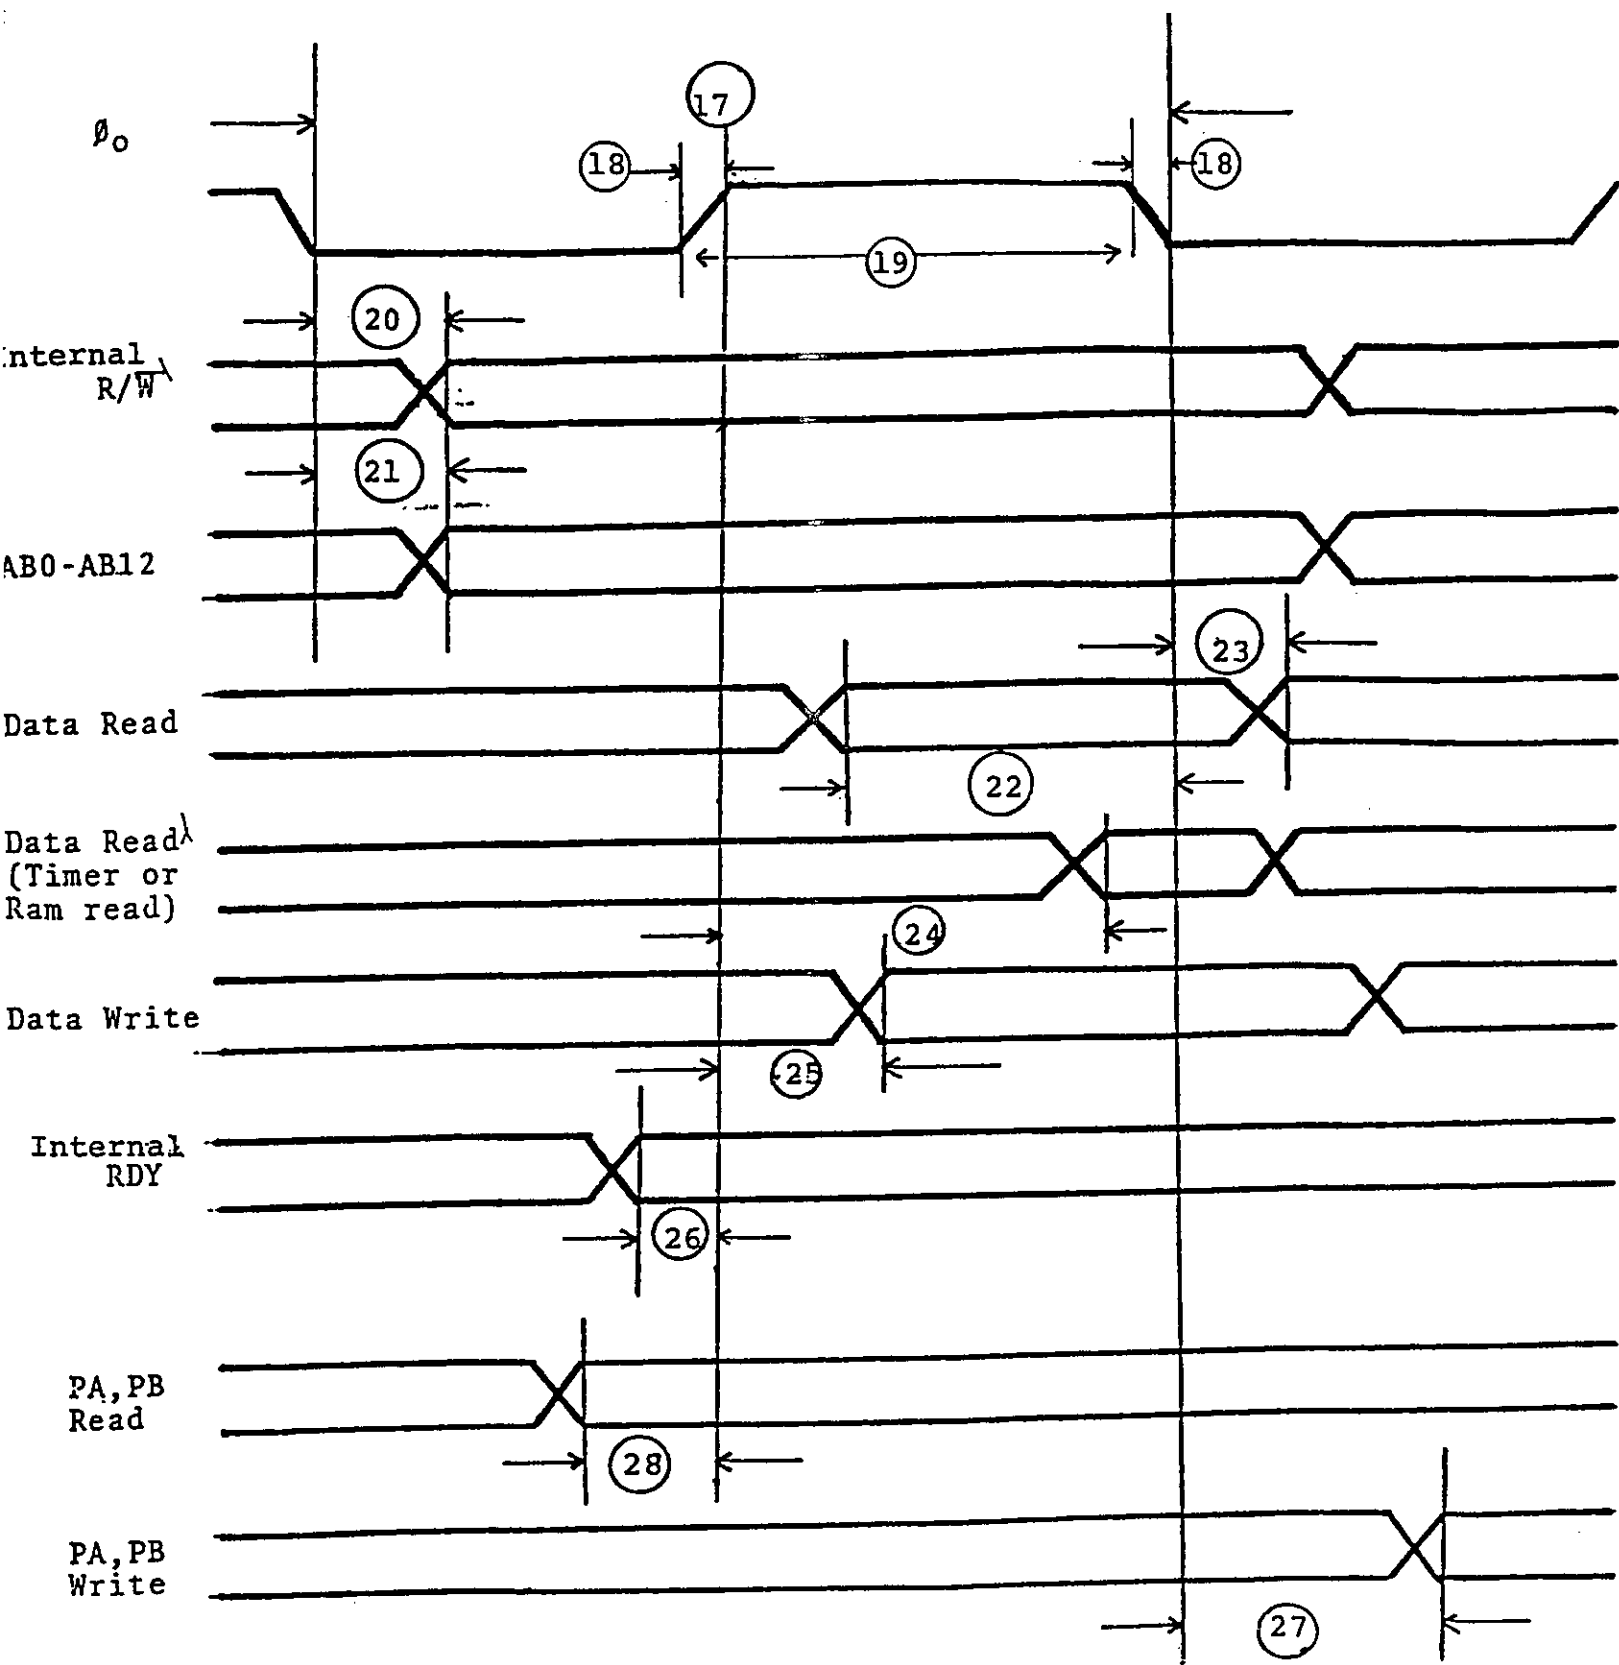 17
Ø₀
18
18
19
20
nternal
R/W̅
21
AB0-AB12
23
Data Read
22
Data Read
(Timer or
Ram read)
24
Data Write
25
Internal
RDY
26
PA,PB
Read
28
PA,PB
Write
27